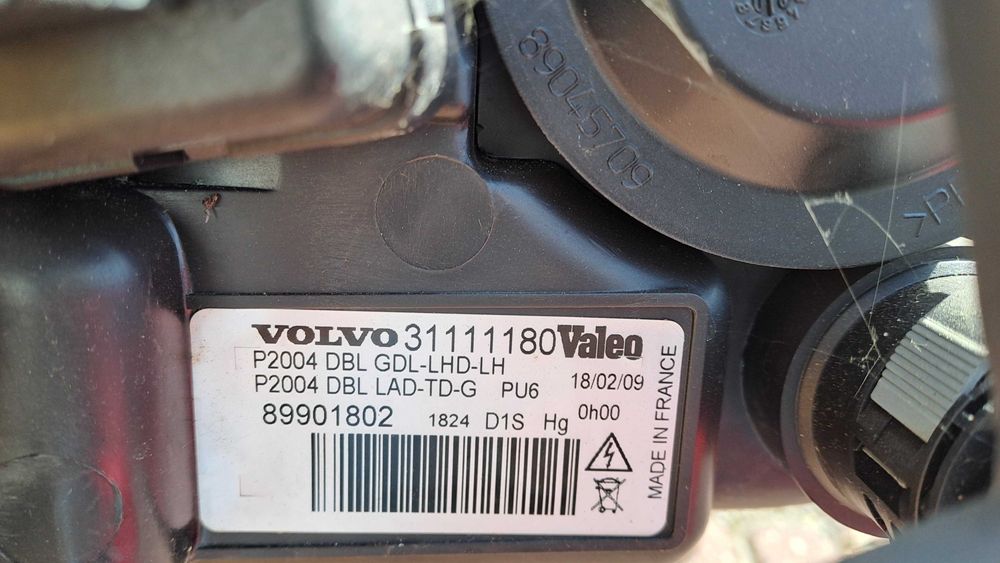 89045709
>P
VOLVO 31111180 Valeo
P2004 DBL GDL-LHD-LH
P2004 DBL LAD-TD-G PU6 18/02/09
89901802 1824 D1S Hg 0h00
MADE IN FRANCE